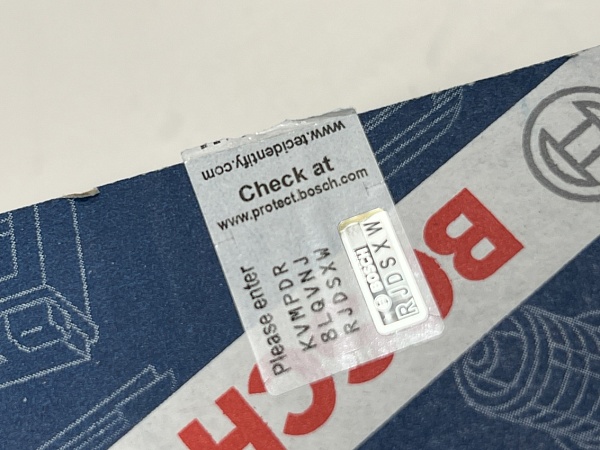 www.tecidentify.com
Check at
www.protect.bosch.com
Please enter
KVMPDR
8LQVNJ
RJDSXW
BOSCH
RJDSXW
BOSCH